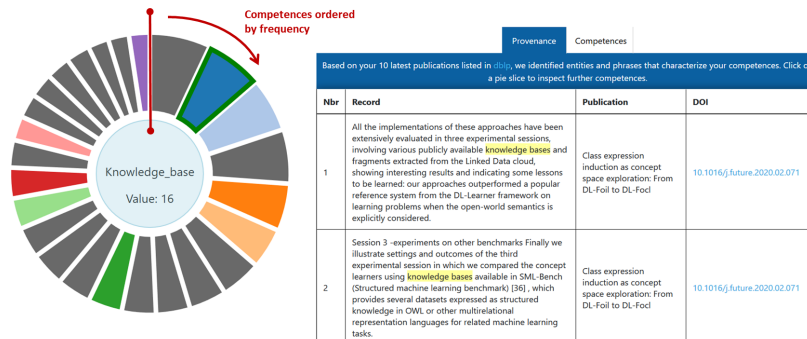 Competences ordered
by frequency
Knowledge_base
Value: 16
Provenance
Competences
Based on your 10 latest publications listed in dblp, we identified entities and phrases that characterize your competences. Click o
a pie slice to inspect further competences.
Nbr
Record
Publication
DOI
1
All the implementations of these approaches have been
extensively evaluated in three experimental sessions,
involving various publicly available knowledge bases and
fragments extracted from the Linked Data cloud,
showing interesting results and indicating some lessons
to be learned: our approaches outperformed a popular
reference system from the DL-Learner framework on
learning problems when the open-world semantics is
explicitly considered.
Class expression
induction as concept
space exploration: From
DL-Foil to DL-Focl
10.1016/j.future.2020.02.071
2
Session 3 -experiments on other benchmarks Finally we
illustrate settings and outcomes of the third
experimental session in which we compared the concept
learners using knowledge bases available in SML-Bench
(Structured machine learning benchmark) [36] , which
provides several datasets expressed as structured
knowledge in OWL or other multirelational
representation languages for related machine learning
tasks.
Class expression
induction as concept
space exploration: From
DL-Foil to DL-Focl
10.1016/j.future.2020.02.071